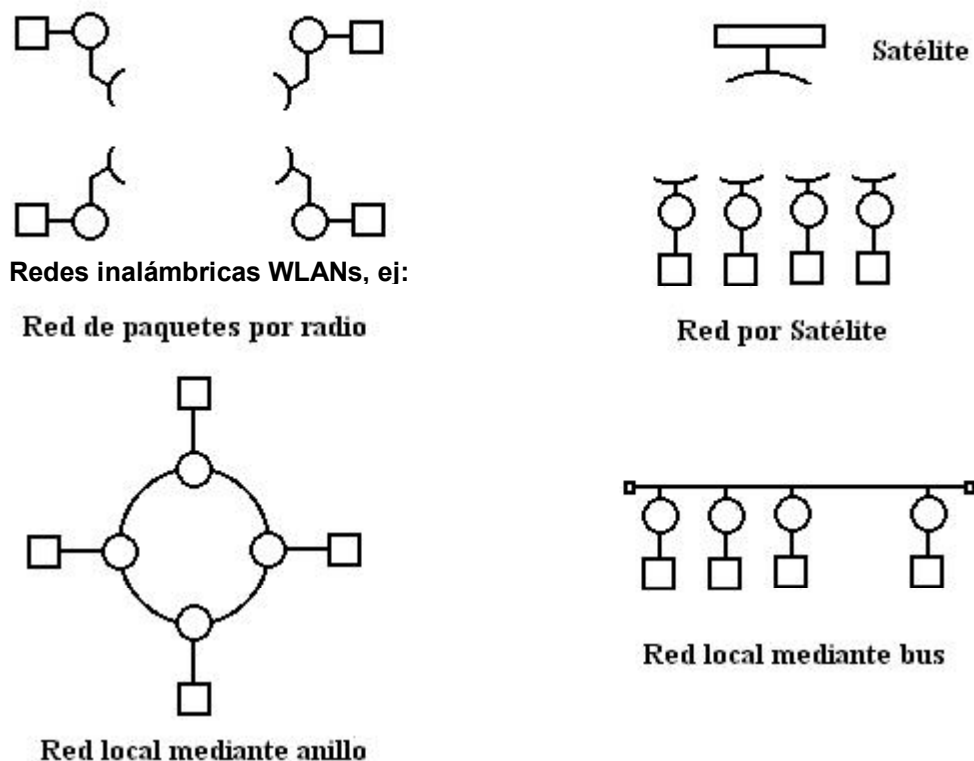 Satélite
Redes inalámbricas WLANs, ej:
Red de paquetes por radio
Red por Satélite
Red local mediante bus
Red local mediante anillo